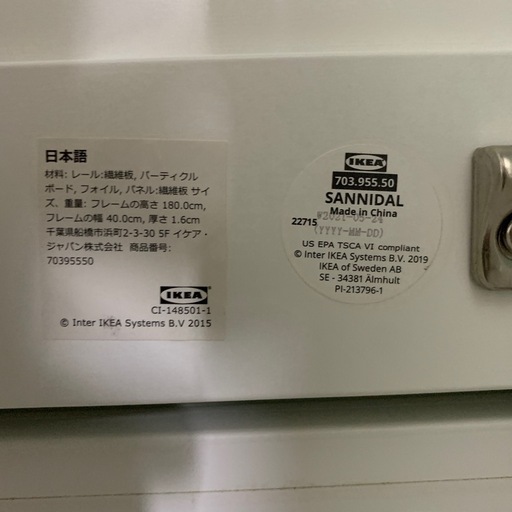 日本語
材料: レール:繊維板, パーティクル
ボード, フォイル, パネル:繊維板 サイ
ズ、重量: フレームの高さ 180.0cm,
フレームの幅 40.0cm, 厚さ 1.6cm
千葉県船橋市浜町2-3-30 5F イケア・
ジャパン株式会社 商品番号:
70395550
IKEA
CI-148501-1
© Inter IKEA Systems B.V 2015
IKEA
703.955.50
SANNIDAL
Made in China
22715
#2021-05-24
(YYYY-MM-DD)
US EPA TSCA VI compliant
© Inter IKEA Systems B.V. 2019
IKEA of Sweden AB
SE - 34381 Älmhult
PI-213796-1